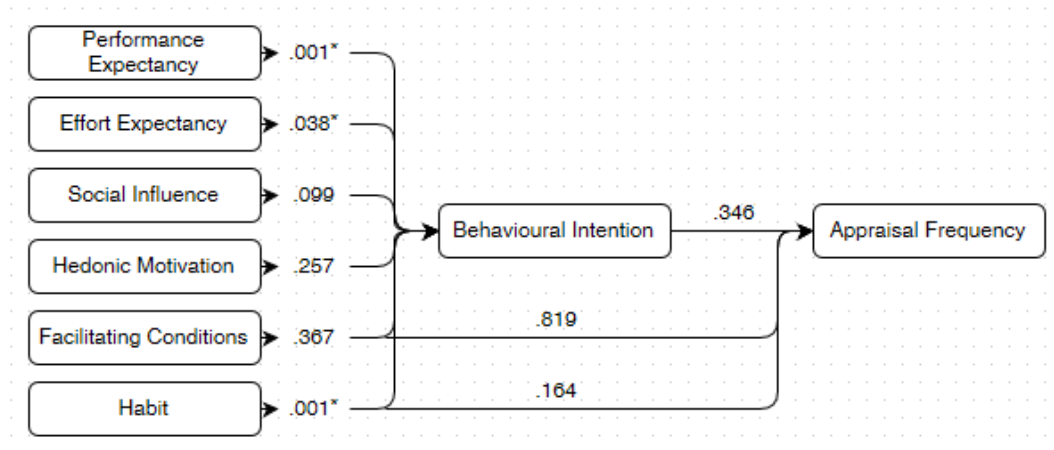 Performance
Expectancy
.001*
Effort Expectancy
.038*
Social Influence
.099
.346
Behavioural Intention
Appraisal Frequency
Hedonic Motivation
.257
.819
Facilitating Conditions
.367
.164
Habit
.001*